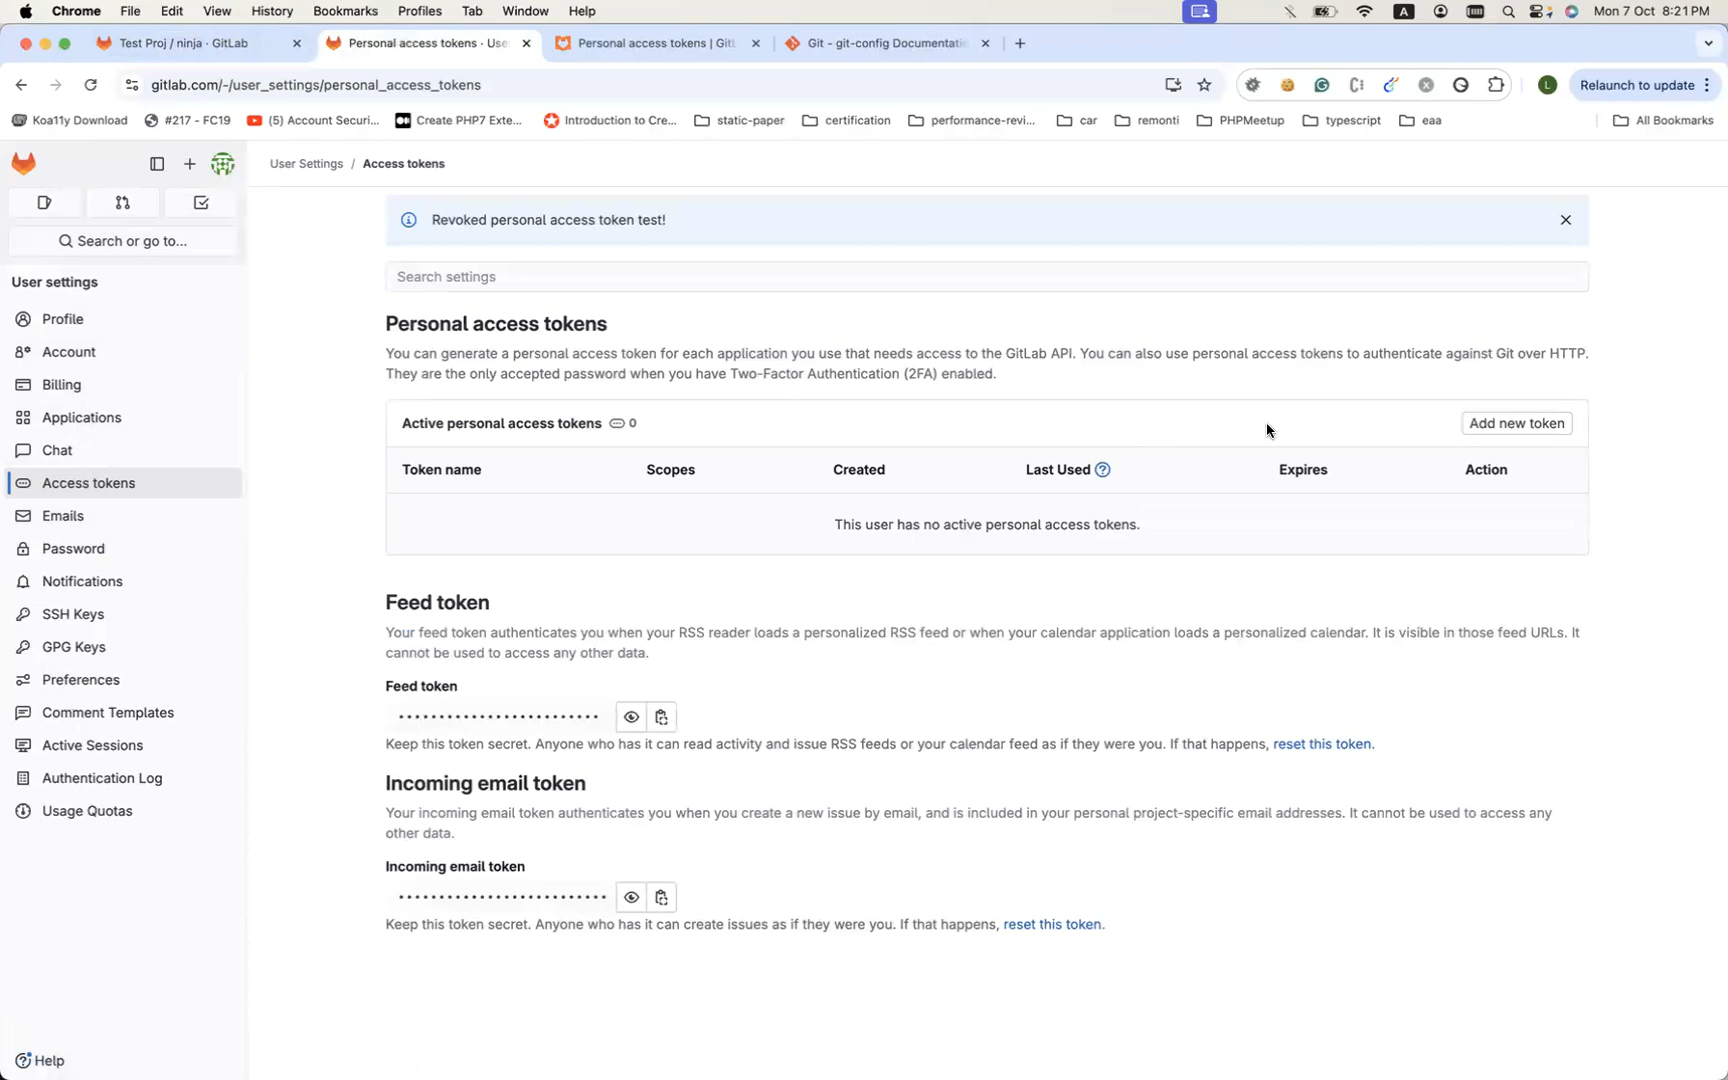 Chrome File Edit View History Bookmarks Profiles Tab Window Help A Mon 7 Oct 8:21 PM
Test Proj / ninja · GitLab Personal access tokens · Use Personal access tokens | Git Git - git-config Documentati
gitlab.com/-/user_settings/personal_access_tokens L Relaunch to update
Koa11y Download #217 - FC19 (5) Account Securi... Create PHP7 Exte... Introduction to Cre... static-paper certification performance-revi... car remonti PHPMeetup typescript eaa All Bookmarks
User Settings / Access tokens
Search or go to...
User settings
Profile
Account
Billing
Applications
Chat
Access tokens
Emails
Password
Notifications
SSH Keys
GPG Keys
Preferences
Comment Templates
Active Sessions
Authentication Log
Usage Quotas
Help
Revoked personal access token test!
Search settings
Personal access tokens
You can generate a personal access token for each application you use that needs access to the GitLab API. You can also use personal access tokens to authenticate against Git over HTTP.
They are the only accepted password when you have Two-Factor Authentication (2FA) enabled.
Active personal access tokens 0 Add new token
Token name Scopes Created Last Used Expires Action
This user has no active personal access tokens.
Feed token
Your feed token authenticates you when your RSS reader loads a personalized RSS feed or when your calendar application loads a personalized calendar. It is visible in those feed URLs. It
cannot be used to access any other data.
Feed token
Keep this token secret. Anyone who has it can read activity and issue RSS feeds or your calendar feed as if they were you. If that happens, reset this token.
Incoming email token
Your incoming email token authenticates you when you create a new issue by email, and is included in your personal project-specific email addresses. It cannot be used to access any
other data.
Incoming email token
Keep this token secret. Anyone who has it can create issues as if they were you. If that happens, reset this token.